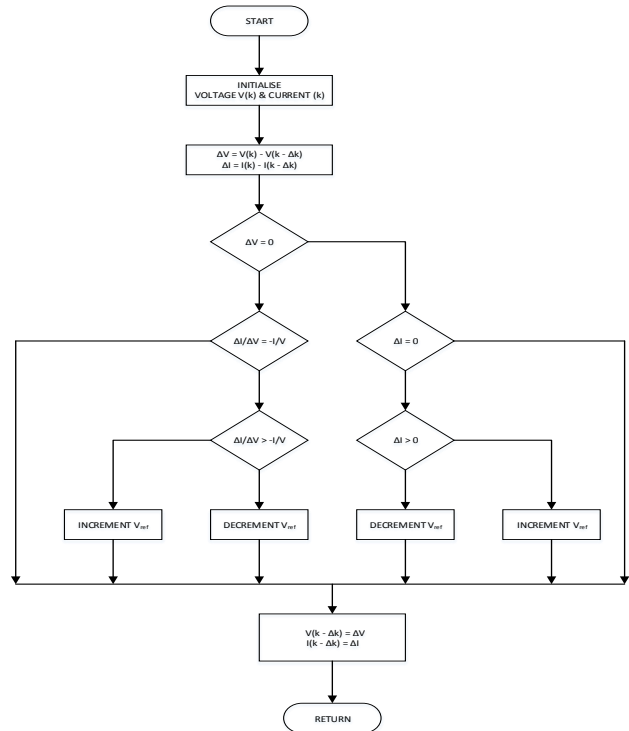 START
INITIALISE
VOLTAGE V(k) & CURRENT (k)
ΔV = V(k) - V(k - Δk)
ΔI = I(k) - I(k - Δk)
ΔV = 0
ΔI/ΔV = -I/V
ΔI = 0
ΔI/ΔV > -I/V
ΔI > 0
INCREMENT Vref
DECREMENT Vref
DECREMENT Vref
INCREMENT Vref
V(k - Δk) = ΔV
I(k - Δk) = ΔI
RETURN